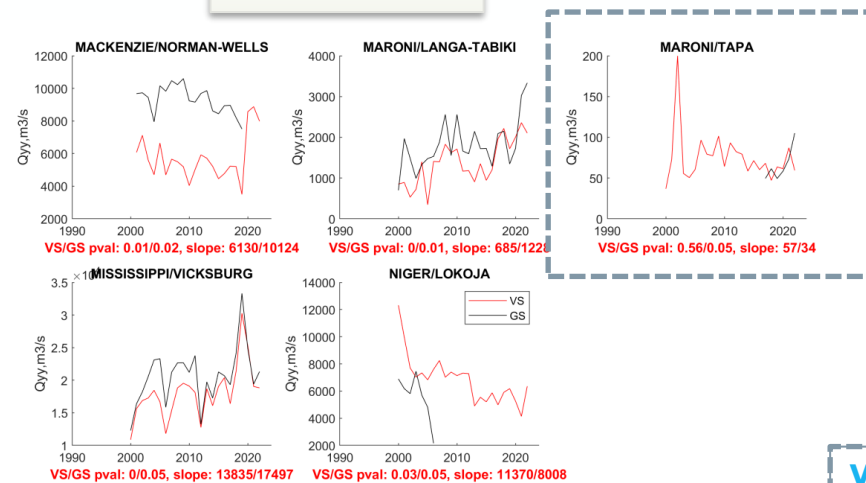 MACKENZIE/NORMAN-WELLS
12000
10000
8000
6000
4000
2000
Qyy,m3/s
1990 2000 2010 2020
VS/GS pval: 0.01/0.02, slope: 6130/10124
MARONI/LANGA-TABIKI
4000
3000
2000
1000
0
Qyy,m3/s
1990 2000 2010 2020
VS/GS pval: 0/0.01, slope: 685/1228
MARONI/TAPA
200
150
100
50
0
Qyy,m3/s
1990 2000 2010 2020
VS/GS pval: 0.56/0.05, slope: 57/34
MISSISSIPPI/VICKSBURG
3.5
3
2.5
2
1.5
1
Qyy,m3/s
1990 2000 2010 2020
VS/GS pval: 0/0.05, slope: 13835/17497
NIGER/LOKOJA
14000
12000
10000
8000
6000
4000
2000
Qyy,m3/s
VS
GS
1990 2000 2010 2020
VS/GS pval: 0.03/0.05, slope: 11370/8008